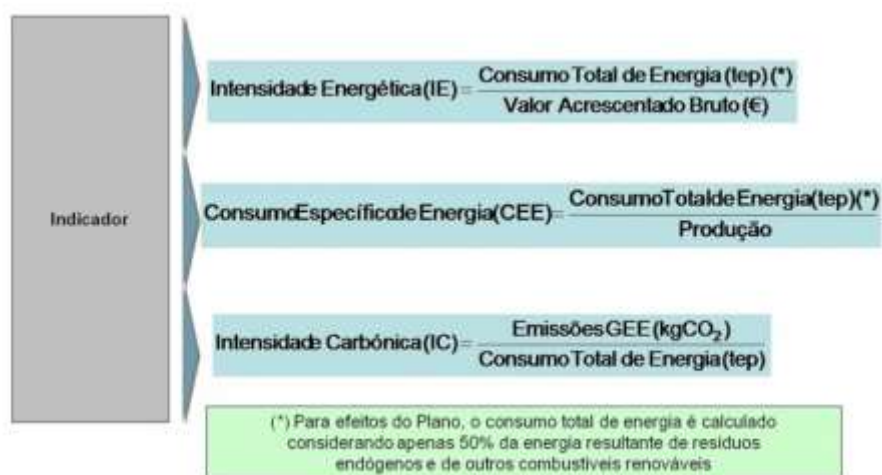 Indicador
Intensidade Energética (IE) = Consumo Total de Energia (tep) (*)
Valor Acrescentado Bruto (€)
Consumo Específico de Energia (CEE) = Consumo Total de Energia (tep) (*)
Produção
Intensidade Carbónica (IC) = Emissões GEE (kgCO₂)
Consumo Total de Energia (tep)
(*) Para efeitos do Plano, o consumo total de energia é calculado
considerando apenas 50% da energia resultante de resíduos
endógenos e de outros combustíveis renováveis